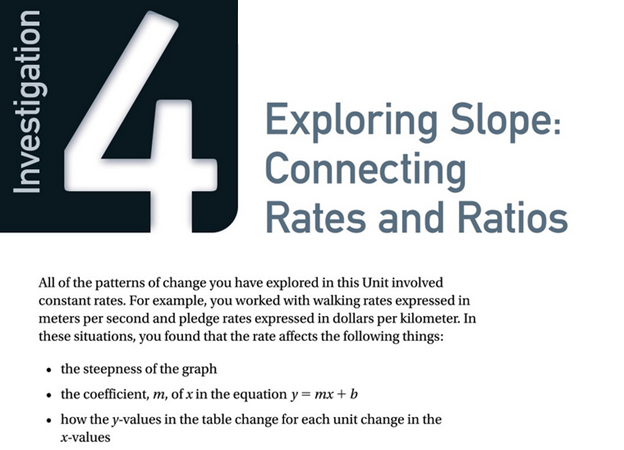 Investigation
4
Exploring Slope:
Connecting
Rates and Ratios
All of the patterns of change you have explored in this Unit involved
constant rates. For example, you worked with walking rates expressed in
meters per second and pledge rates expressed in dollars per kilometer. In
these situations, you found that the rate affects the following things:
• the steepness of the graph
• the coefficient, m, of x in the equation y = mx + b
• how the y-values in the table change for each unit change in the
x-values